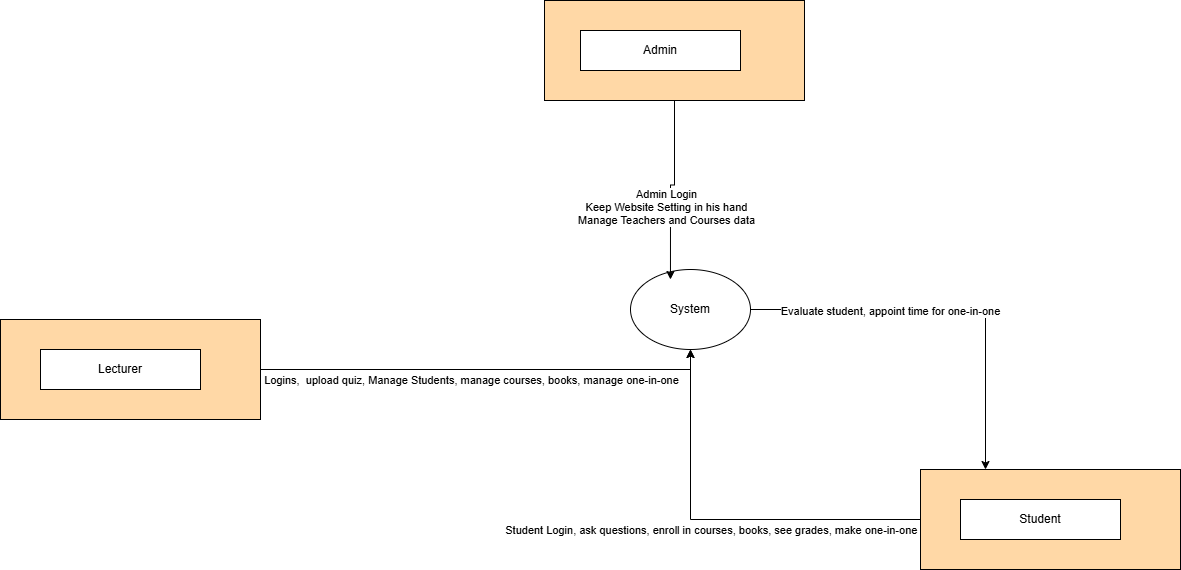 Admin
Admin Login
Keep Website Setting in his hand
Manage Teachers and Courses data
System
Evaluate student, appoint time for one-in-one
Lecturer
Logins,  upload quiz, Manage Students, manage courses, books, manage one-in-one
Student
Student Login, ask questions, enroll in courses, books, see grades, make one-in-one